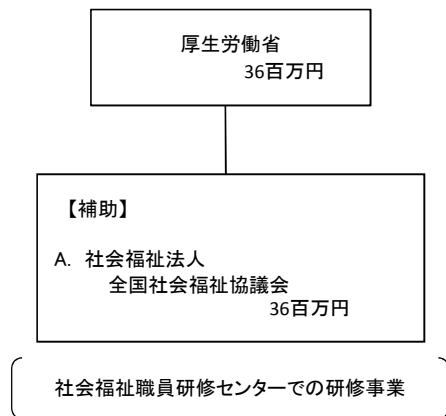 厚生労働省
36百万円
【補助】
A. 社会福祉法人
全国社会福祉協議会
36百万円
社会福祉職員研修センターでの研修事業